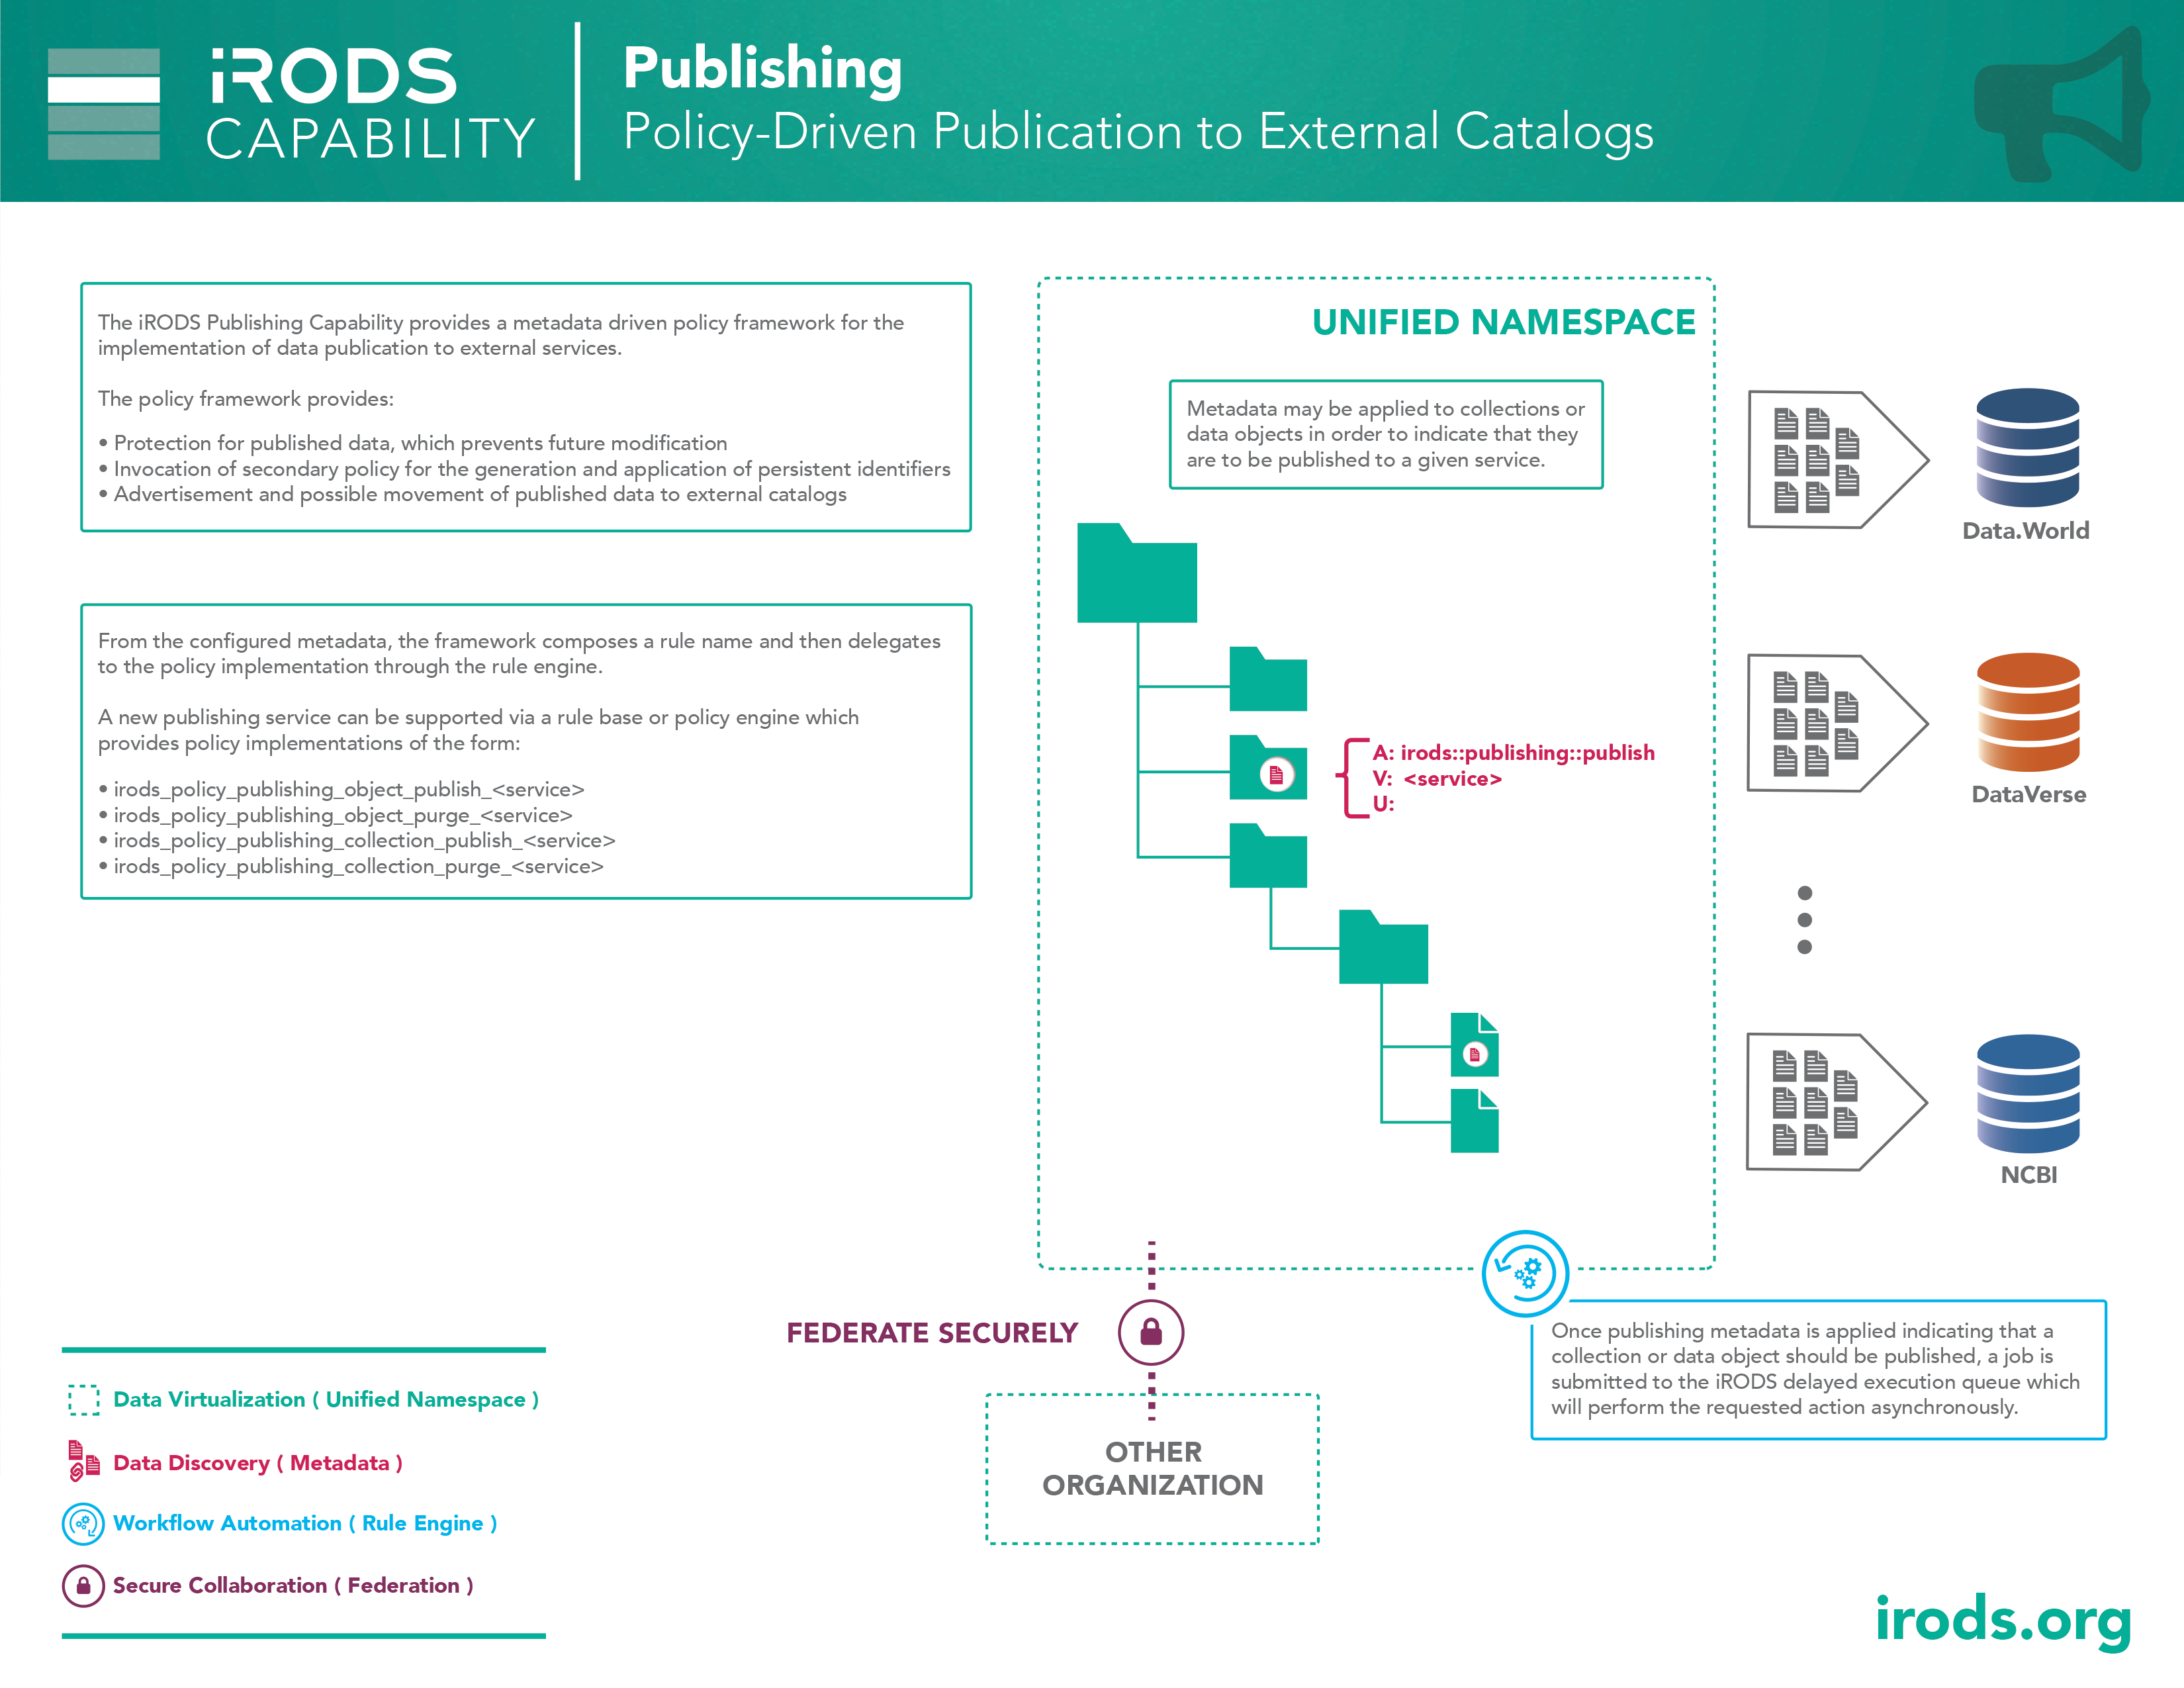 iRODS
CAPABILITY
Publishing
Policy-Driven Publication to External Catalogs
The iRODS Publishing Capability provides a metadata driven policy framework for the
implementation of data publication to external services.
The policy framework provides:
• Protection for published data, which prevents future modification
• Invocation of secondary policy for the generation and application of persistent identifiers
• Advertisement and possible movement of published data to external catalogs
From the configured metadata, the framework composes a rule name and then delegates
to the policy implementation through the rule engine.
A new publishing service can be supported via a rule base or policy engine which
provides policy implementations of the form:
• irods_policy_publishing_object_publish_<service>
• irods_policy_publishing_object_purge_<service>
• irods_policy_publishing_collection_publish_<service>
• irods_policy_publishing_collection_purge_<service>
UNIFIED NAMESPACE
Metadata may be applied to collections or
data objects in order to indicate that they
are to be published to a given service.
A: irods::publishing::publish
V: <service>
U:
Data.World
DataVerse
NCBI
FEDERATE SECURELY
OTHER
ORGANIZATION
Once publishing metadata is applied indicating that a
collection or data object should be published, a job is
submitted to the iRODS delayed execution queue which
will perform the requested action asynchronously.
Data Virtualization ( Unified Namespace )
Data Discovery ( Metadata )
Workflow Automation ( Rule Engine )
Secure Collaboration ( Federation )
irods.org